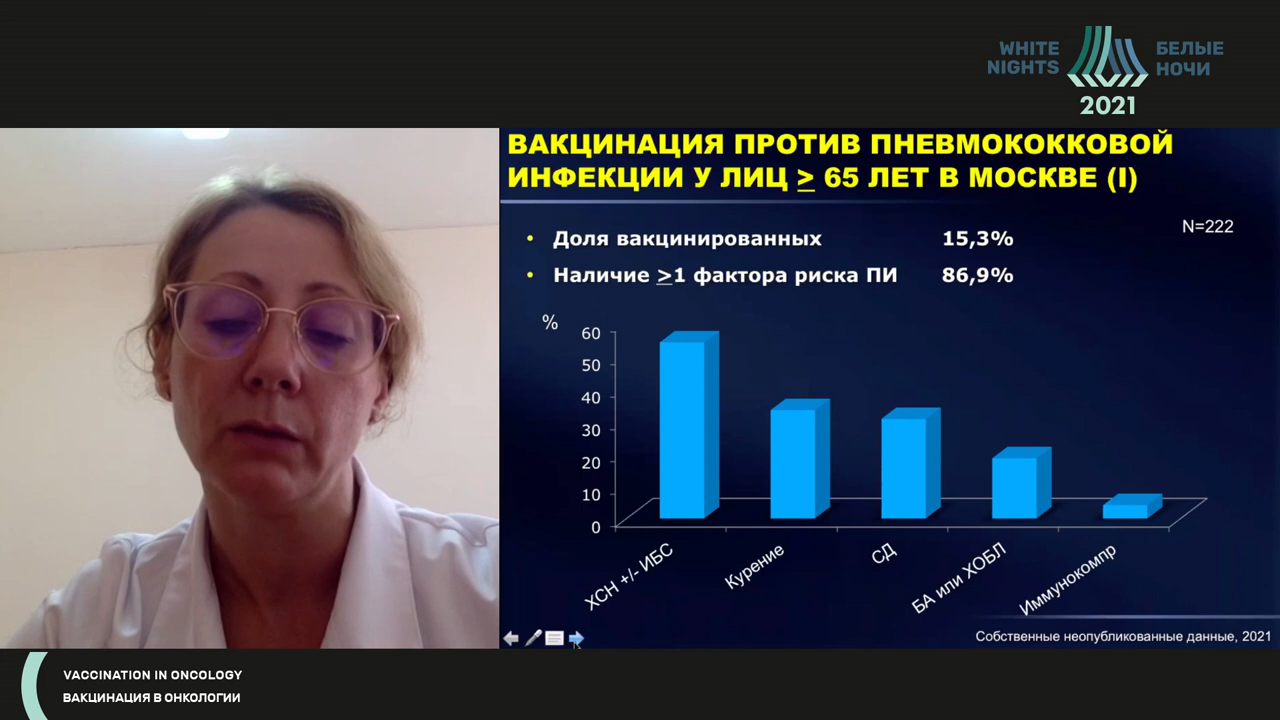 WHITE NIGHTS
БЕЛЫЕ НОЧИ
2021
ВАКЦИНАЦИЯ ПРОТИВ ПНЕВМОКОККОВОЙ
ИНФЕКЦИИ У ЛИЦ ≥ 65 ЛЕТ В МОСКВЕ (I)
N=222
• Доля вакцинированных 15,3%
• Наличие ≥1 фактора риска ПИ 86,9%
%
60
50
40
30
20
10
0
ХСН +/- ИБС
Курение
СД
БА или ХОБЛ
Иммунокомпр
Собственные неопубликованные данные, 2021
VACCINATION IN ONCOLOGY
ВАКЦИНАЦИЯ В ОНКОЛОГИИ